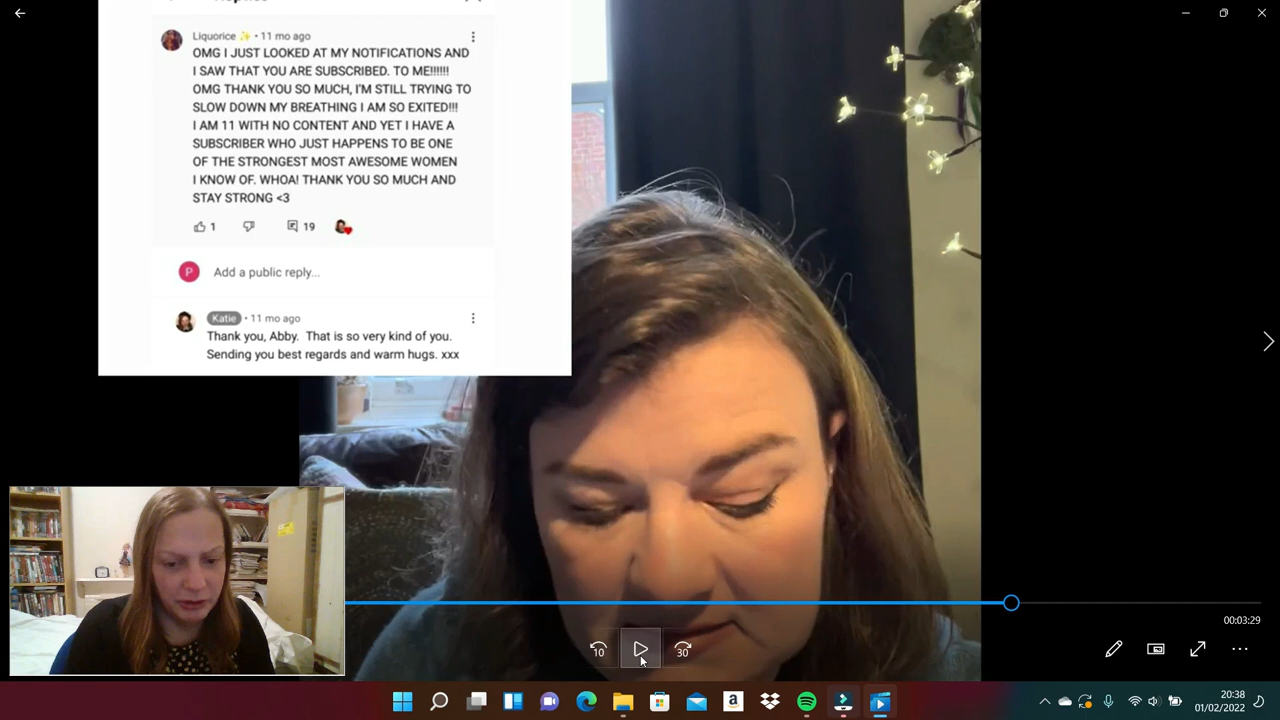 Liquorice ✨ • 11 mo ago
OMG I JUST LOOKED AT MY NOTIFICATIONS AND
I SAW THAT YOU ARE SUBSCRIBED. TO ME!!!!!!
OMG THANK YOU SO MUCH, I'M STILL TRYING TO
SLOW DOWN MY BREATHING I AM SO EXITED!!!
I AM 11 WITH NO CONTENT AND YET I HAVE A
SUBSCRIBER WHO JUST HAPPENS TO BE ONE
OF THE STRONGEST MOST AWESOME WOMEN
I KNOW OF. WHOA! THANK YOU SO MUCH AND
STAY STRONG <3
1 19
P Add a public reply...
Katie • 11 mo ago
Thank you, Abby. That is so very kind of you.
Sending you best regards and warm hugs. xxx
00:03:29
10 30
a
20:38
01/02/2022